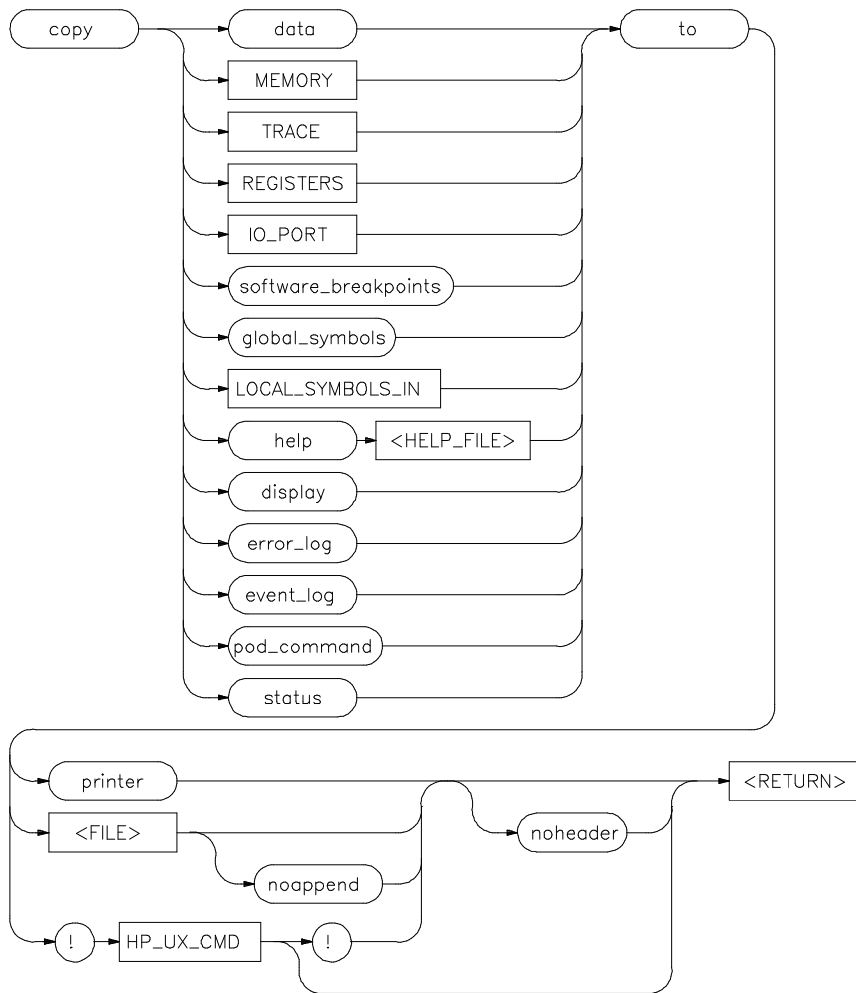 copy data to
MEMORY
TRACE
REGISTERS
IO_PORT
software_breakpoints
global_symbols
LOCAL_SYMBOLS_IN
help <HELP_FILE>
display
error_log
event_log
pod_command
status
printer <RETURN>
<FILE> noheader
noappend
! HP_UX_CMD !